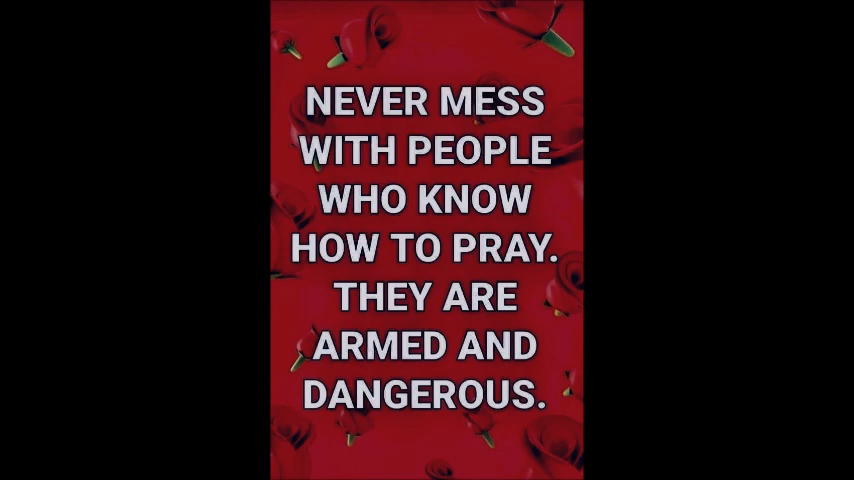 NEVER MESS
WITH PEOPLE
WHO KNOW
HOW TO PRAY.
THEY ARE
ARMED AND
DANGEROUS.